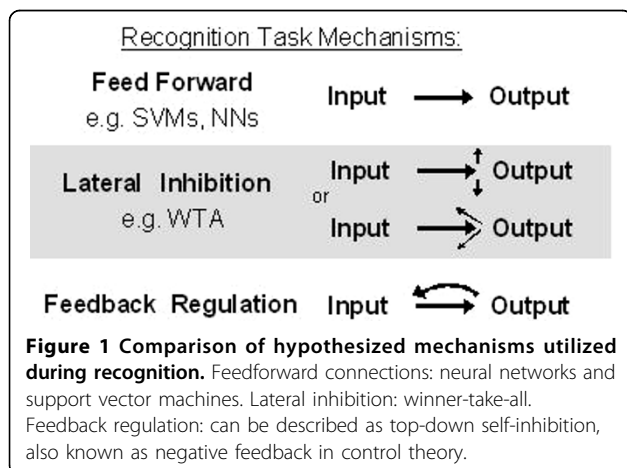 Recognition Task Mechanisms:
Feed Forward Input Output
e.g. SVMs, NNs
Lateral Inhibition Input Output
or
e.g. WTA Input Output
Feedback Regulation Input Output
Figure 1 Comparison of hypothesized mechanisms utilized
during recognition. Feedforward connections: neural networks and
support vector machines. Lateral inhibition: winner-take-all.
Feedback regulation: can be described as top-down self-inhibition,
also known as negative feedback in control theory.